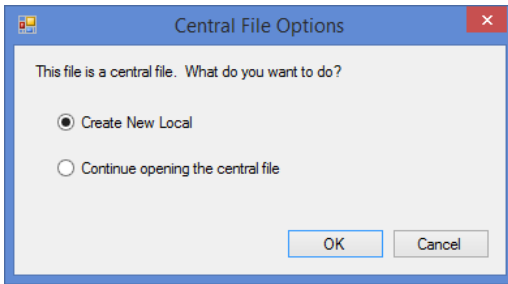 Central File Options
This file is a central file.  What do you want to do?
Create New Local
Continue opening the central file
OK Cancel